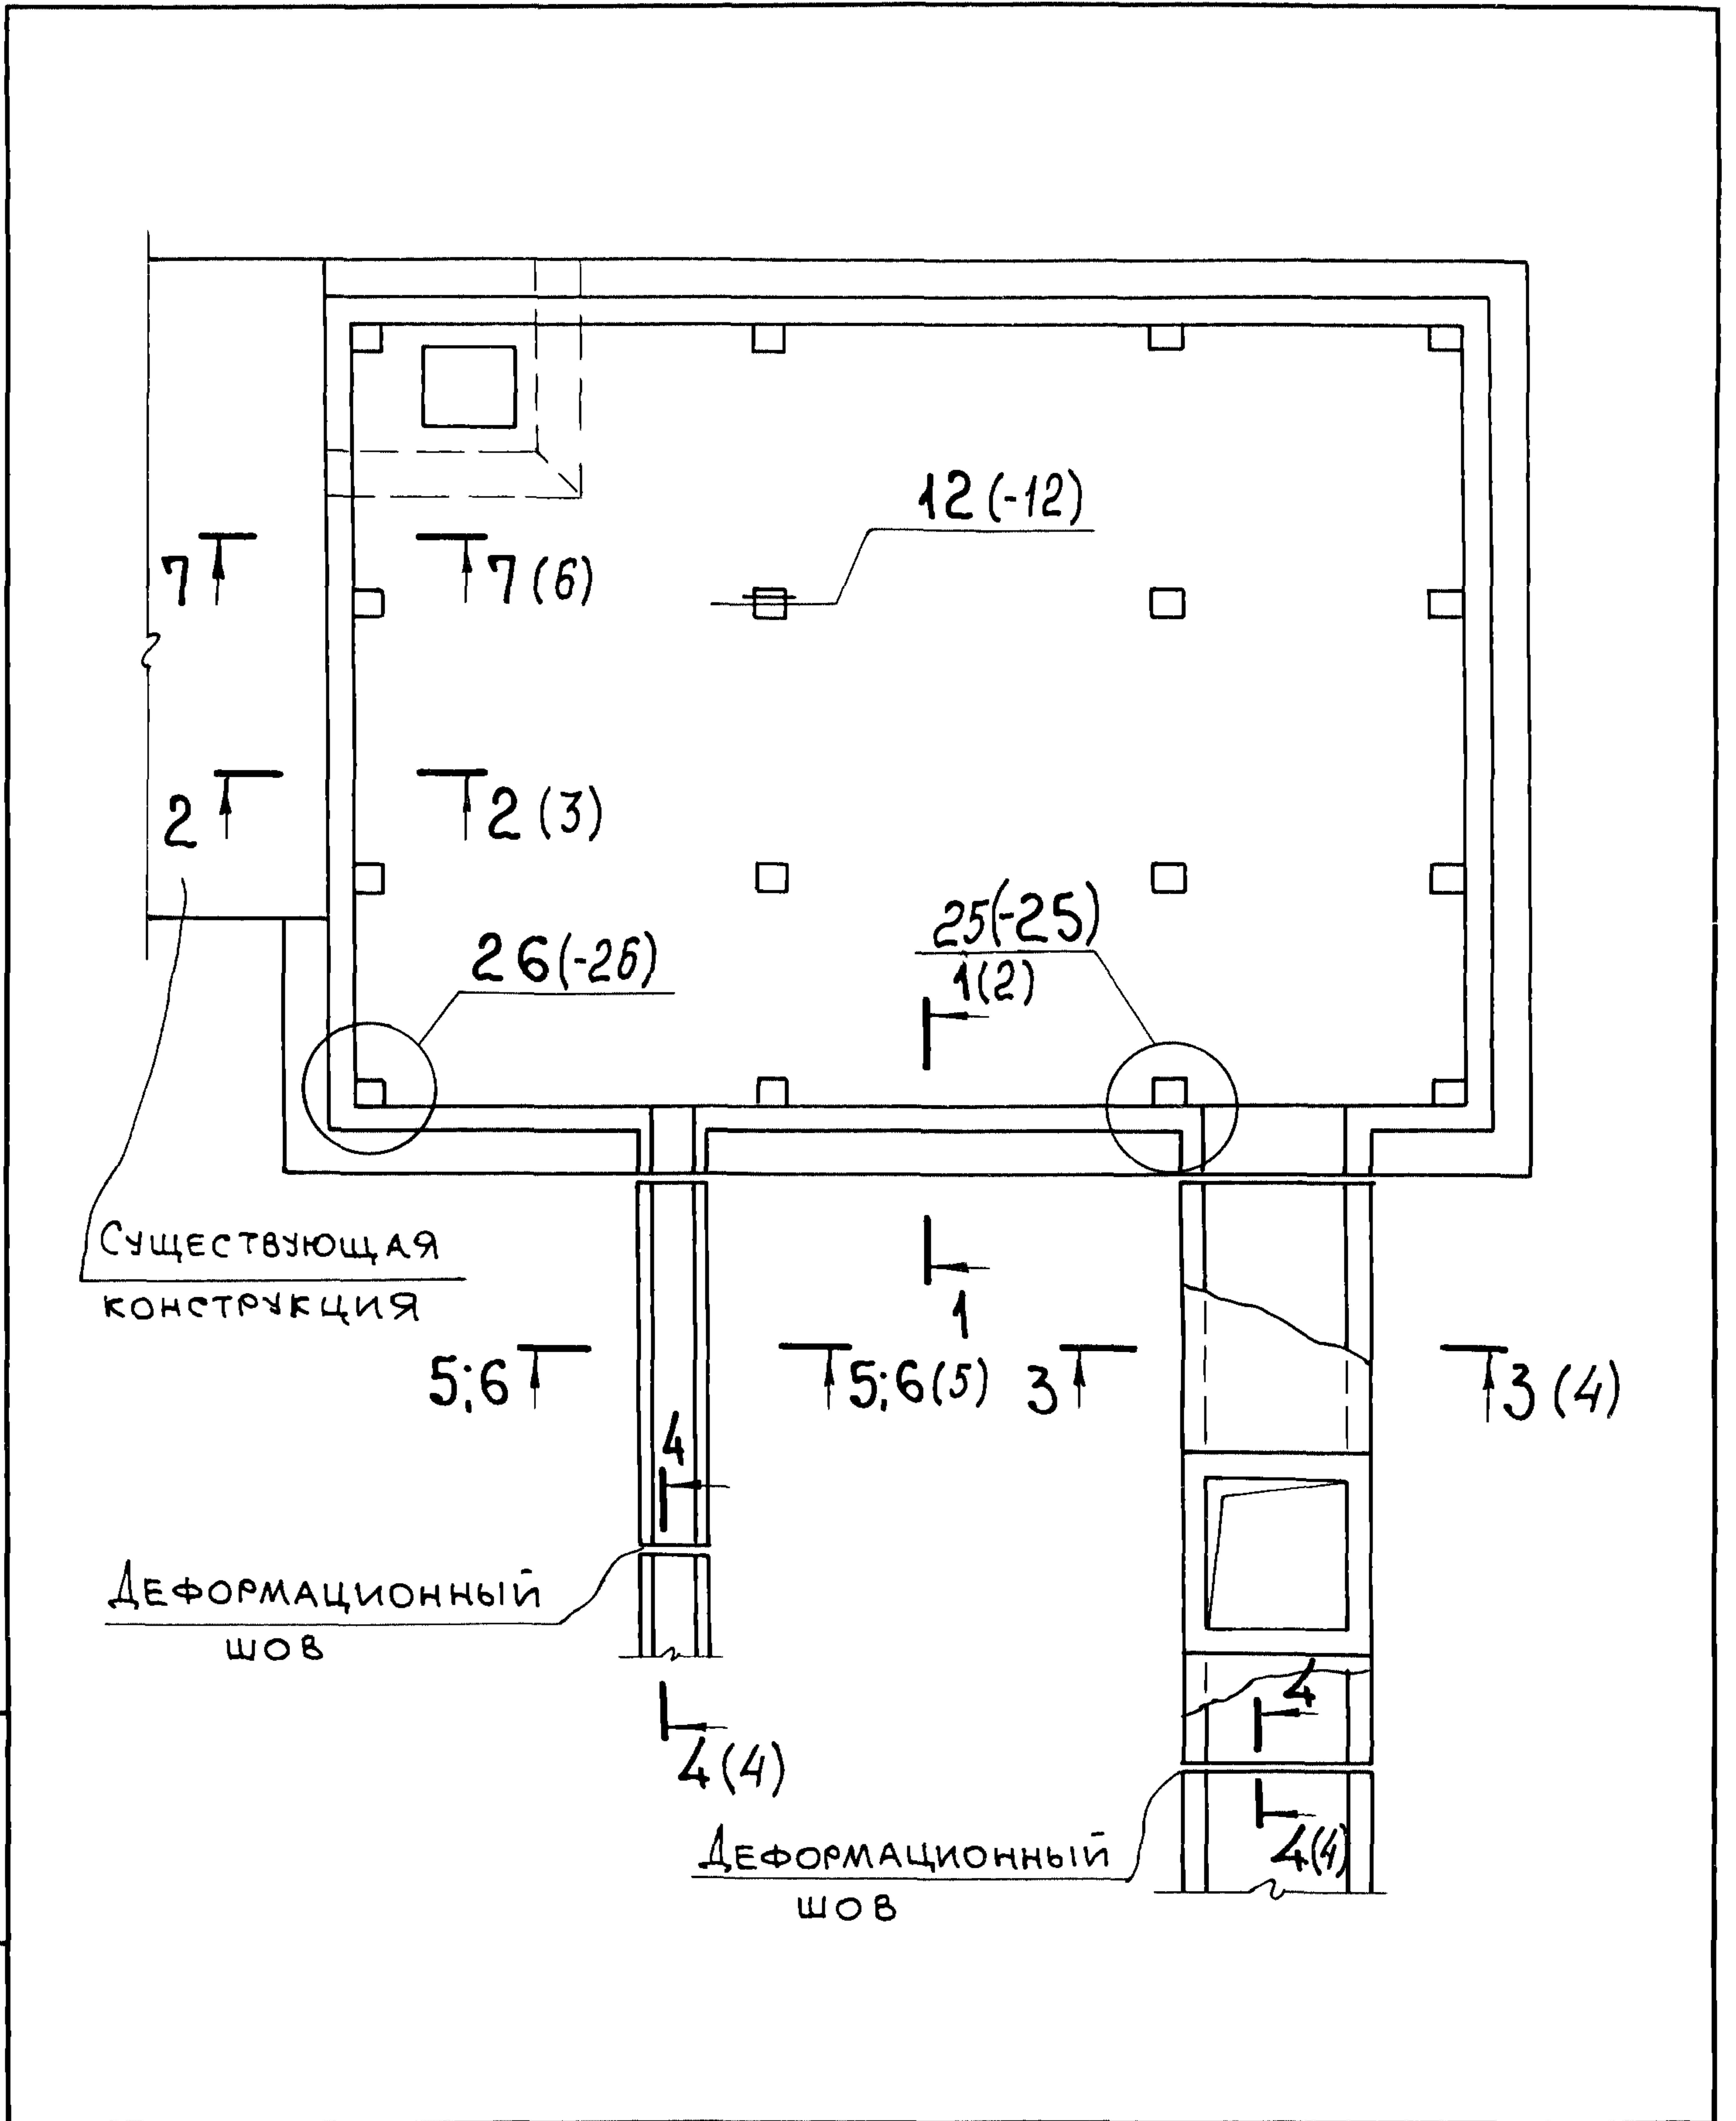 12 (-12)
7
7 (6)
2
2 (3)
25(-25)
1(2)
26(-26)
Существующая
конструкция
1
5;6
5;6(5)
3
3 (4)
4
Деформационный
шов
4
4(4)
4(4)
Деформационный
шов